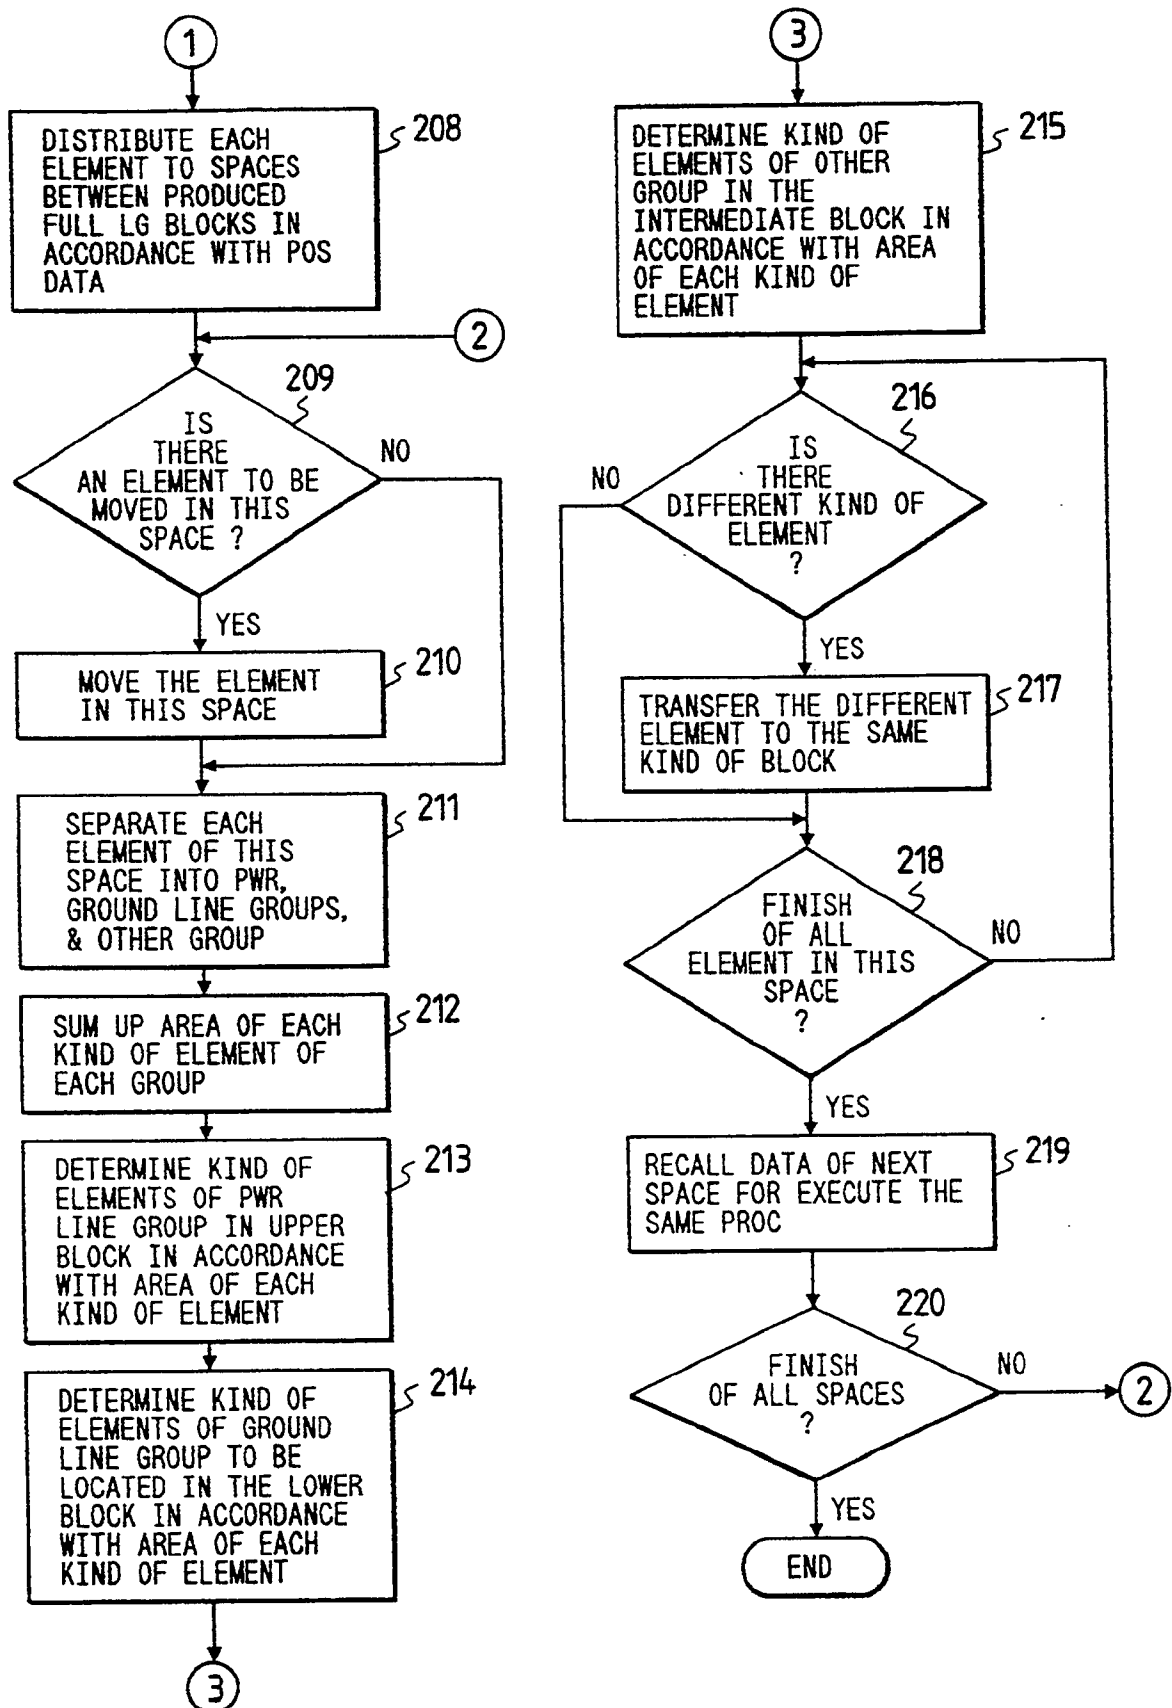 1
DISTRIBUTE EACH
ELEMENT TO SPACES
BETWEEN PRODUCED
FULL LG BLOCKS IN
ACCORDANCE WITH POS
DATA
208
2
209
IS
THERE
AN ELEMENT TO BE
MOVED IN THIS
SPACE ?
NO
YES
210
MOVE THE ELEMENT
IN THIS SPACE
211
SEPARATE EACH
ELEMENT OF THIS
SPACE INTO PWR,
GROUND LINE GROUPS,
& OTHER GROUP
212
SUM UP AREA OF EACH
KIND OF ELEMENT OF
EACH GROUP
213
DETERMINE KIND OF
ELEMENTS OF PWR
LINE GROUP IN UPPER
BLOCK IN ACCORDANCE
WITH AREA OF EACH
KIND OF ELEMENT
214
DETERMINE KIND OF
ELEMENTS OF GROUND
LINE GROUP TO BE
LOCATED IN THE LOWER
BLOCK IN ACCORDANCE
WITH AREA OF EACH
KIND OF ELEMENT
3
3
215
DETERMINE KIND OF
ELEMENTS OF OTHER
GROUP IN THE
INTERMEDIATE BLOCK IN
ACCORDANCE WITH AREA
OF EACH KIND OF
ELEMENT
216
IS
THERE
DIFFERENT KIND OF
ELEMENT
?
NO
YES
217
TRANSFER THE DIFFERENT
ELEMENT TO THE SAME
KIND OF BLOCK
218
FINISH
OF ALL
ELEMENT IN THIS
SPACE
?
NO
YES
219
RECALL DATA OF NEXT
SPACE FOR EXECUTE THE
SAME PROC
220
FINISH
OF ALL SPACES
?
NO
2
YES
END